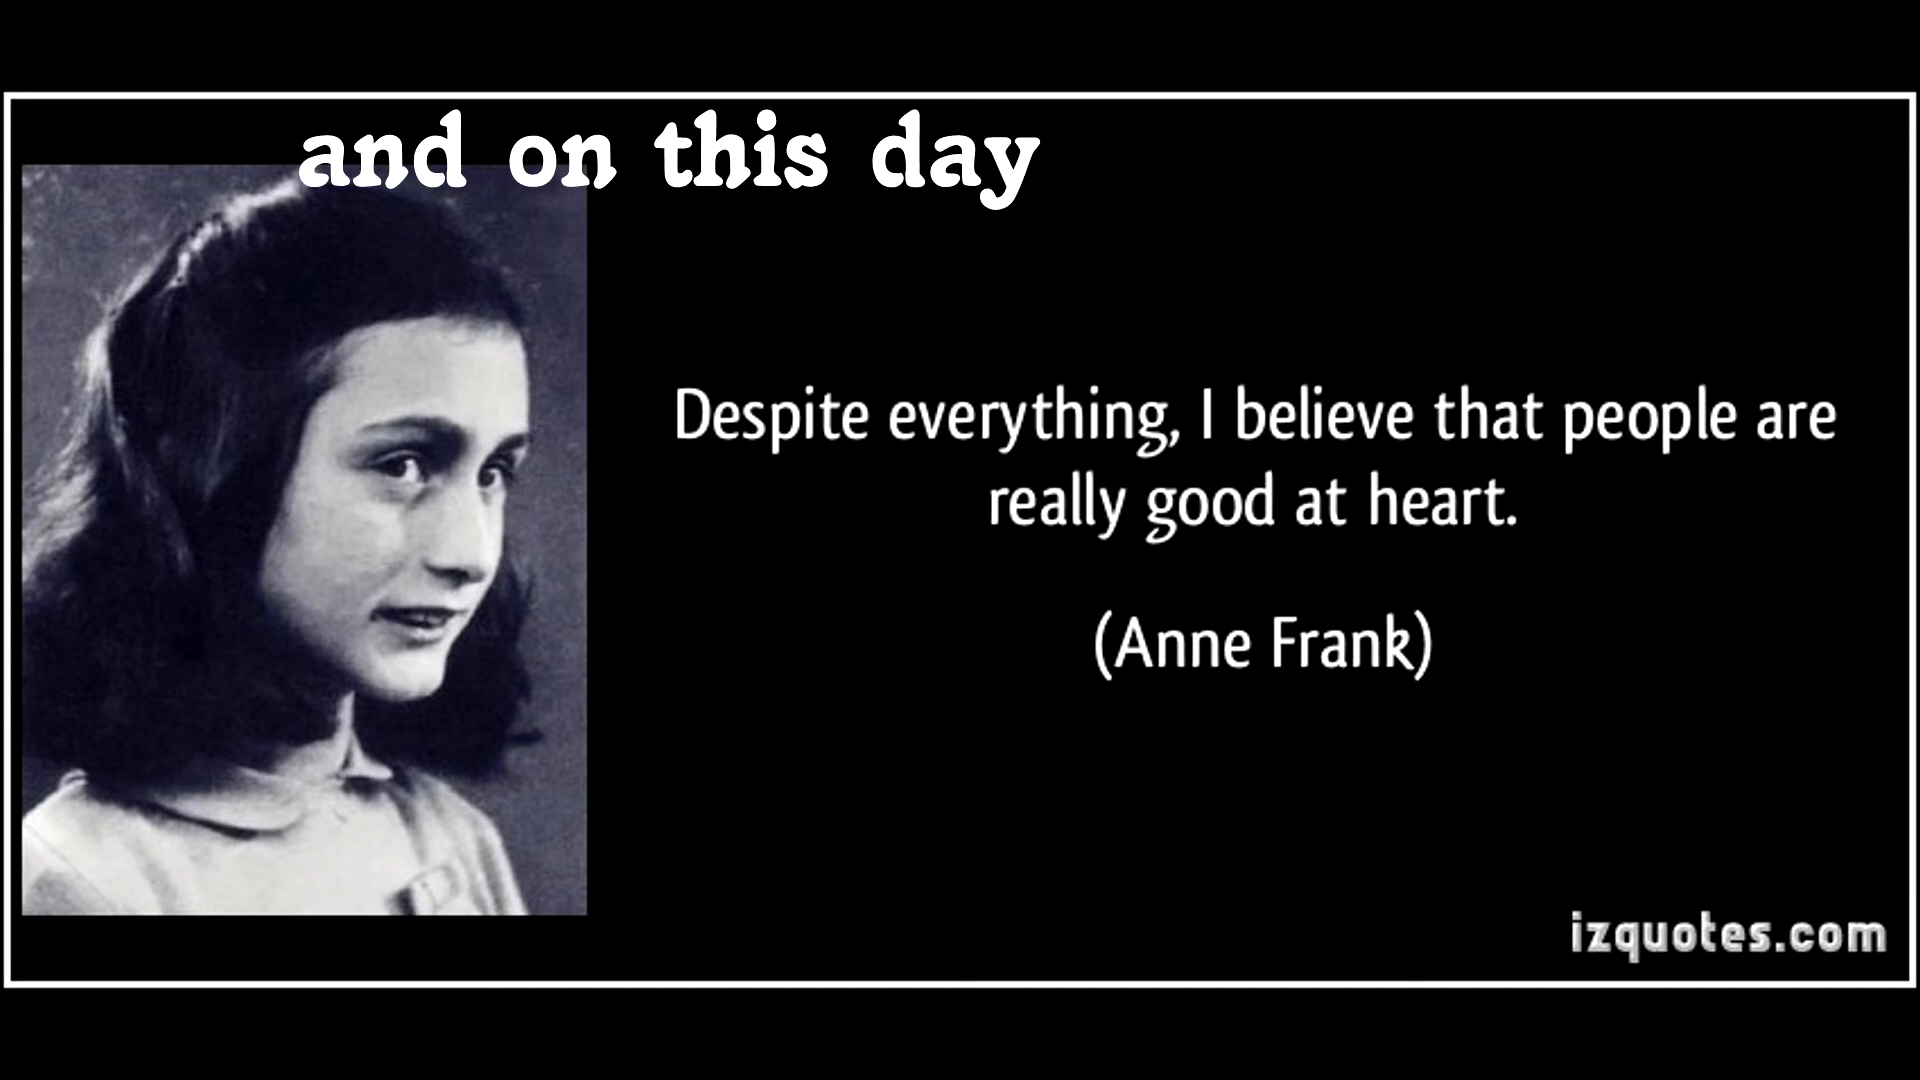 and on this day
Despite everything, I believe that people are
really good at heart.
(Anne Frank)
izquotes.com